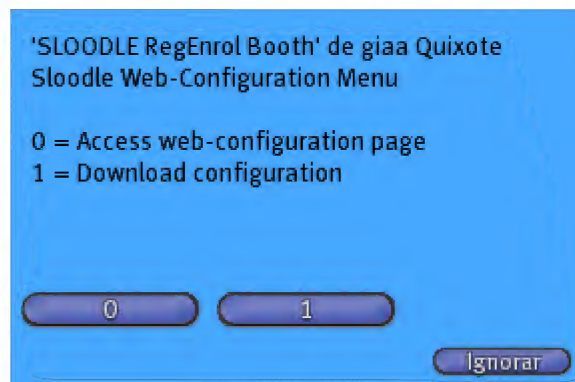 'SLOODLE RegEnrol Booth' de giaa Quixote
Sloodle Web-Configuration Menu
0 = Access web-configuration page
1 = Download configuration
0 1
Ignorar